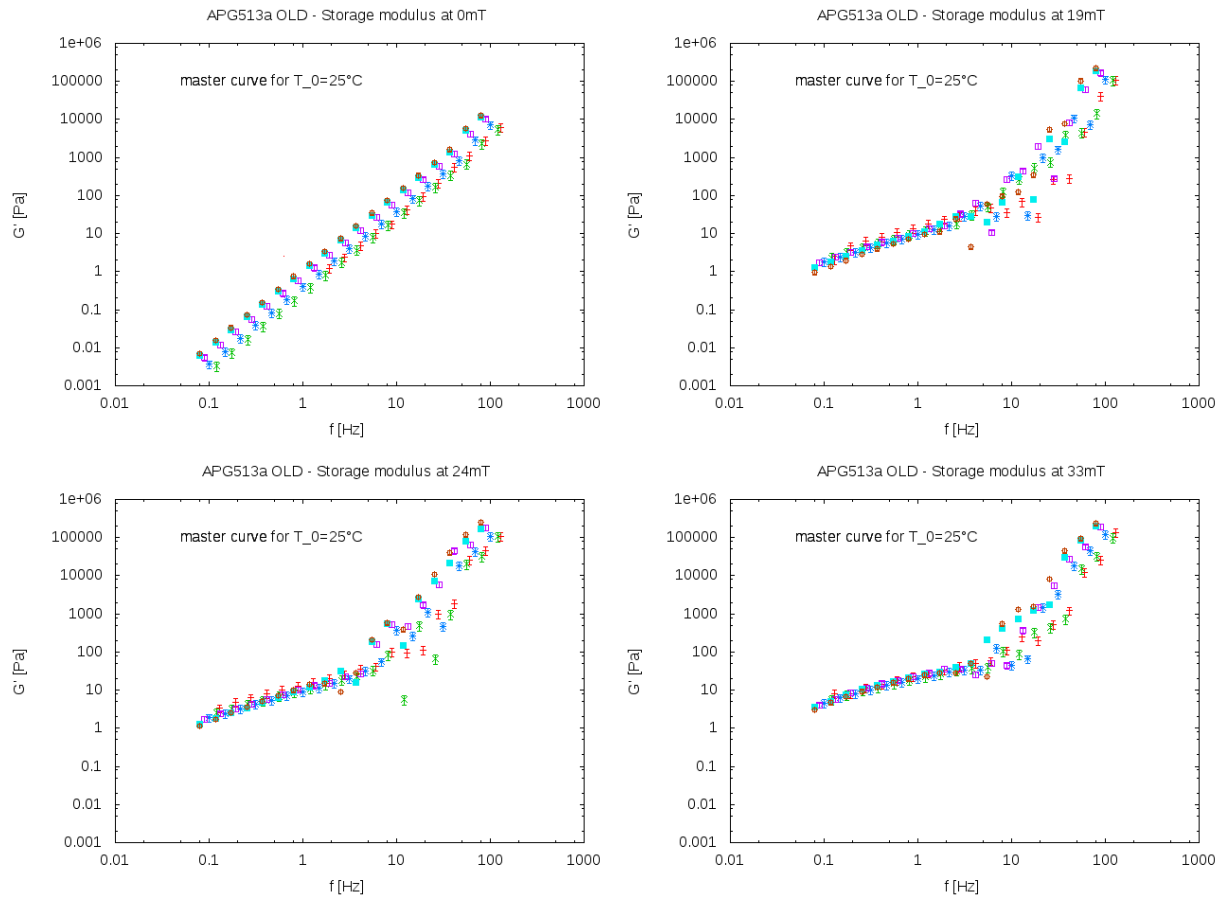 APG513a OLD - Storage modulus at 0mT
1e+06
100000
10000
1000
100
10
1
0.1
0.01
0.001
G' [Pa]
master curve for T_0=25°C
0.01 0.1 1 10 100 1000
f [Hz]
APG513a OLD - Storage modulus at 19mT
1e+06
100000
10000
1000
100
10
1
0.1
0.01
0.001
G' [Pa]
master curve for T_0=25°C
0.01 0.1 1 10 100 1000
f [Hz]
APG513a OLD - Storage modulus at 24mT
1e+06
100000
10000
1000
100
10
1
0.1
0.01
0.001
G' [Pa]
master curve for T_0=25°C
0.01 0.1 1 10 100 1000
f [Hz]
APG513a OLD - Storage modulus at 33mT
1e+06
100000
10000
1000
100
10
1
0.1
0.01
0.001
G' [Pa]
master curve for T_0=25°C
0.01 0.1 1 10 100 1000
f [Hz]